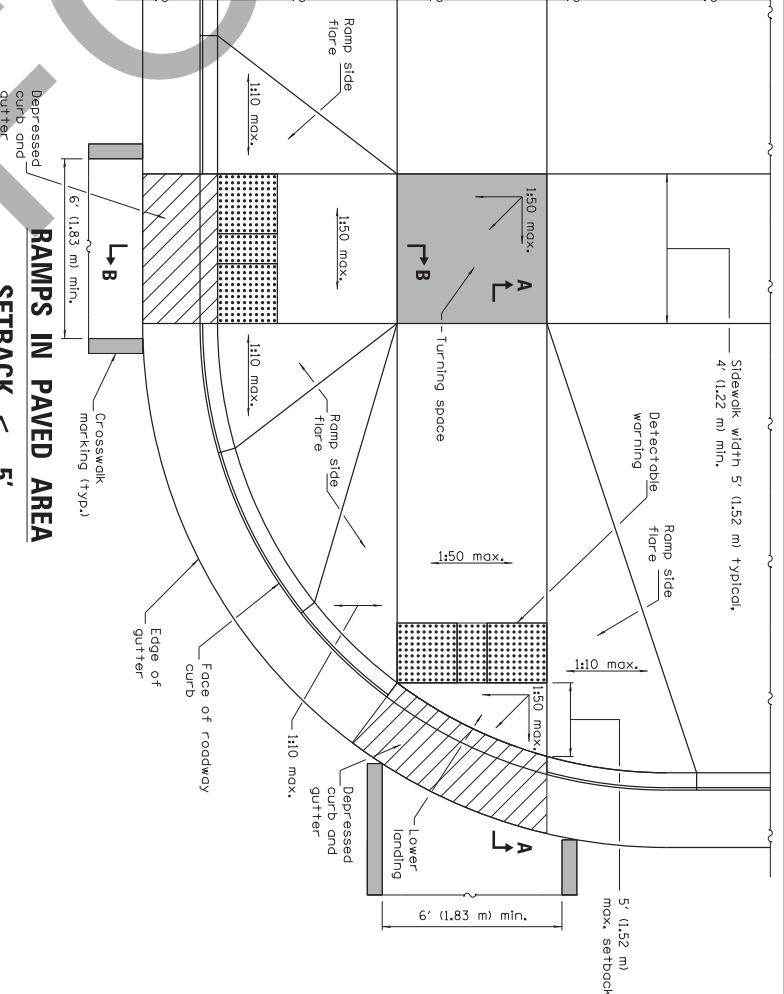 Ramp side
flare
1:10 max.
Depressed
curb and
gutter
6' (1.83 m) min.
B
1:50 max.
1:50 max.
A
B
Turning space
Sidewalk width 5' (1.52 m) typical,
4' (1.22 m) min.
Detectable
warning
Ramp side
flare
1:10 max.
Ramp side
flare
1:10 max.
Crosswalk
marking (typ.)
1:50 max.
1:50 max.
Edge of
gutter
Face of roadway
curb
1:10 max.
Depressed
curb and
gutter
Lower
landing
A
5' (1.52 m)
max. setback
6' (1.83 m) min.
RAMPS IN PAVED AREA
SETBACK < 5'